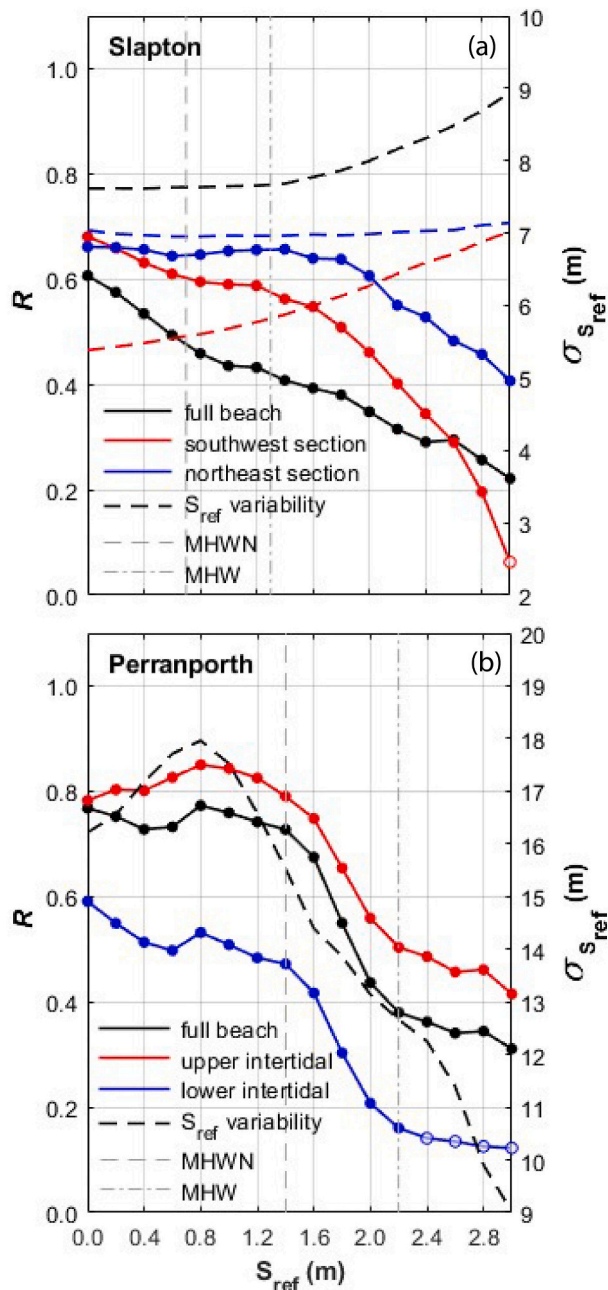 Slapton
(a)
10
1.0
9
0.8
8
7
R
0.6
6
σ Sref (m)
0.4
5
full beach
4
southwest section
0.2
northeast section
Sref variability
3
MHWN
MHW
0.0
2
Perranporth
(b)
20
1.0
19
18
0.8
17
16
R
0.6
15
σ Sref (m)
14
0.4
13
full beach
12
upper intertidal
0.2
lower intertidal
11
Sref variability
10
MHWN
MHW
0.0
9
0.0 0.4 0.8 1.2 1.6 2.0 2.4 2.8
Sref (m)